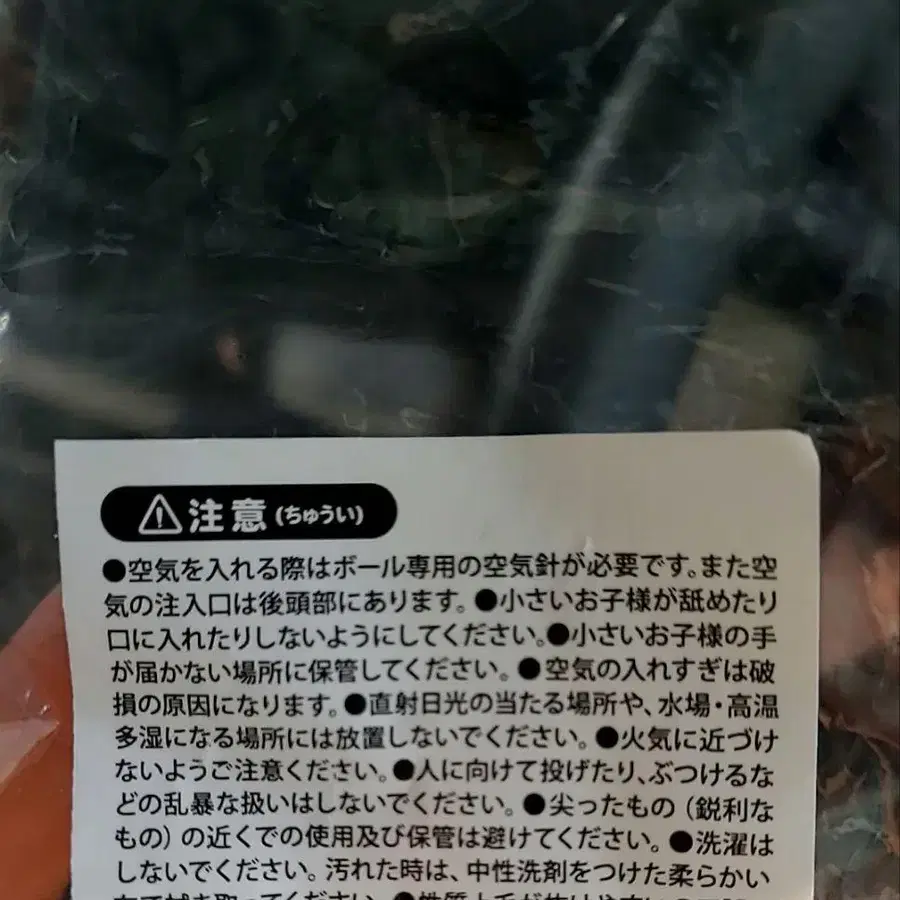 注意(ちゅうい)
●空気を入れる際はボール専用の空気針が必要です。また空
気の注入口は後頭部にあります。●小さいお子様が舐めたり
口に入れたりしないようにしてください。●小さいお子様の手
が届かない場所に保管してください。●空気の入れすぎは破
損の原因になります。●直射日光の当たる場所や、水場・高温
多湿になる場所には放置しないでください。●火気に近づけ
ないようご注意ください。●人に向けて投げたり、ぶつけるな
どの乱暴な扱いはしないでください。●尖ったもの(鋭利な
もの)の近くでの使用及び保管は避けてください。●洗濯は
しないでください。汚れた時は、中性洗剤をつけた柔らかい